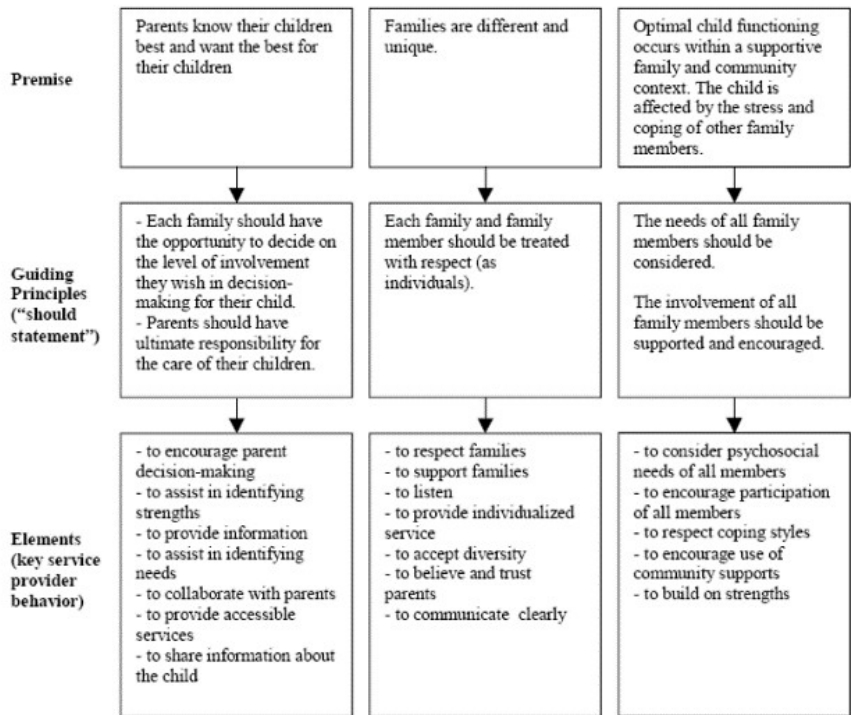 Premise
Parents know their children
best and want the best for
their children
Families are different and
unique.
Optimal child functioning
occurs within a supportive
family and community
context. The child is
affected by the stress and
coping of other family
members.
Guiding
Principles
(“should
statement”)
- Each family should have
the opportunity to decide on
the level of involvement
they wish in decision-
making for their child.
- Parents should have
ultimate responsibility for
the care of their children.
Each family and family
member should be treated
with respect (as
individuals).
The needs of all family
members should be
considered.
The involvement of all
family members should be
supported and encouraged.
Elements
(key service
provider
behavior)
- to encourage parent
decision-making
- to assist in identifying
strengths
- to provide information
- to assist in identifying
needs
- to collaborate with parents
- to provide accessible
services
- to share information about
the child
- to respect families
- to support families
- to listen
- to provide individualized
service
- to accept diversity
- to believe and trust
parents
- to communicate clearly
- to consider psychosocial
needs of all members
- to encourage participation
of all members
- to respect coping styles
- to encourage use of
community supports
- to build on strengths